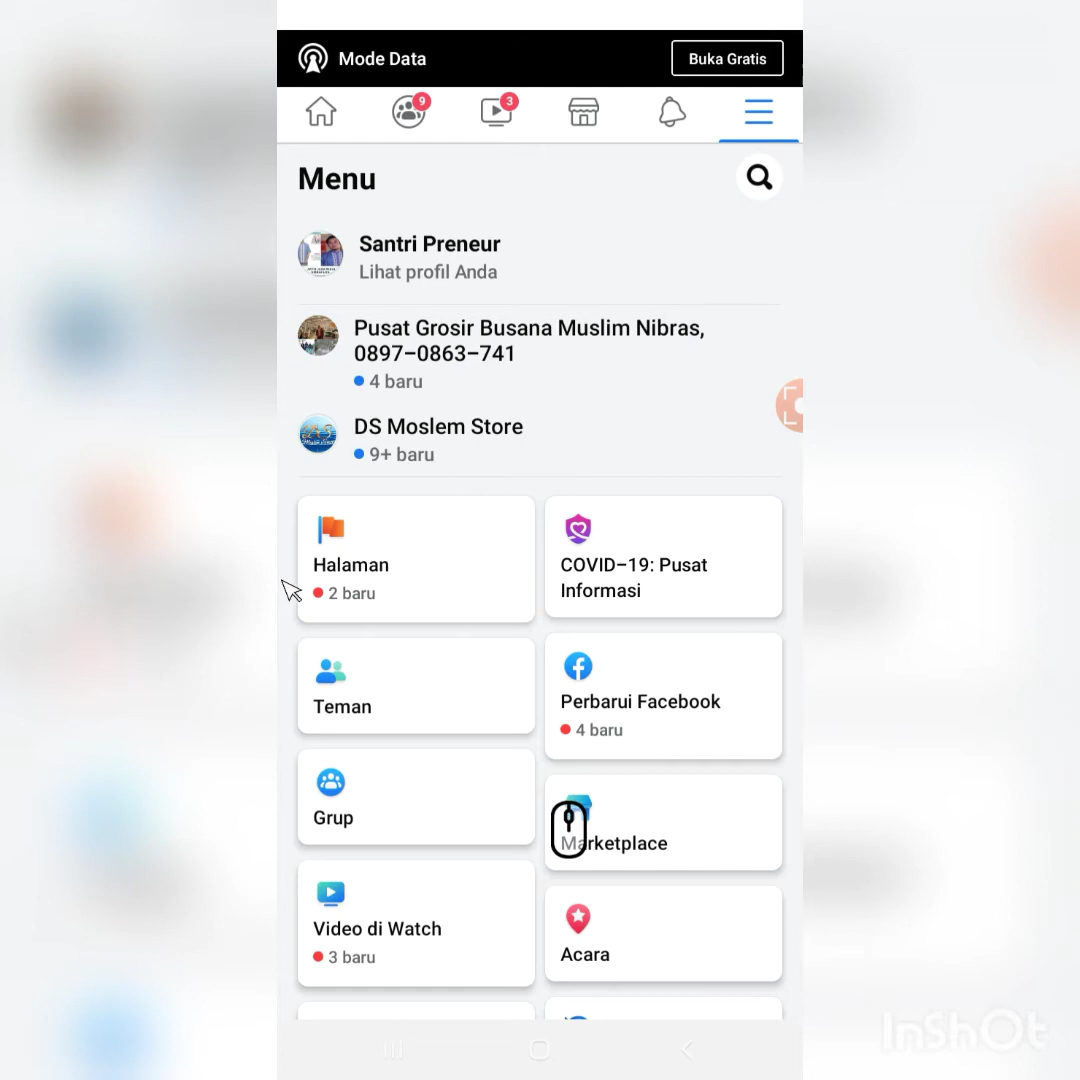 Mode Data
Buka Gratis
9
3
Menu
Santri Preneur
Lihat profil Anda
Pusat Grosir Busana Muslim Nibras,
0897-0863-741
4 baru
DS Moslem Store
9+ baru
Halaman
2 baru
COVID-19: Pusat
Informasi
Teman
Perbarui Facebook
4 baru
Grup
Marketplace
Video di Watch
3 baru
Acara
InShOt